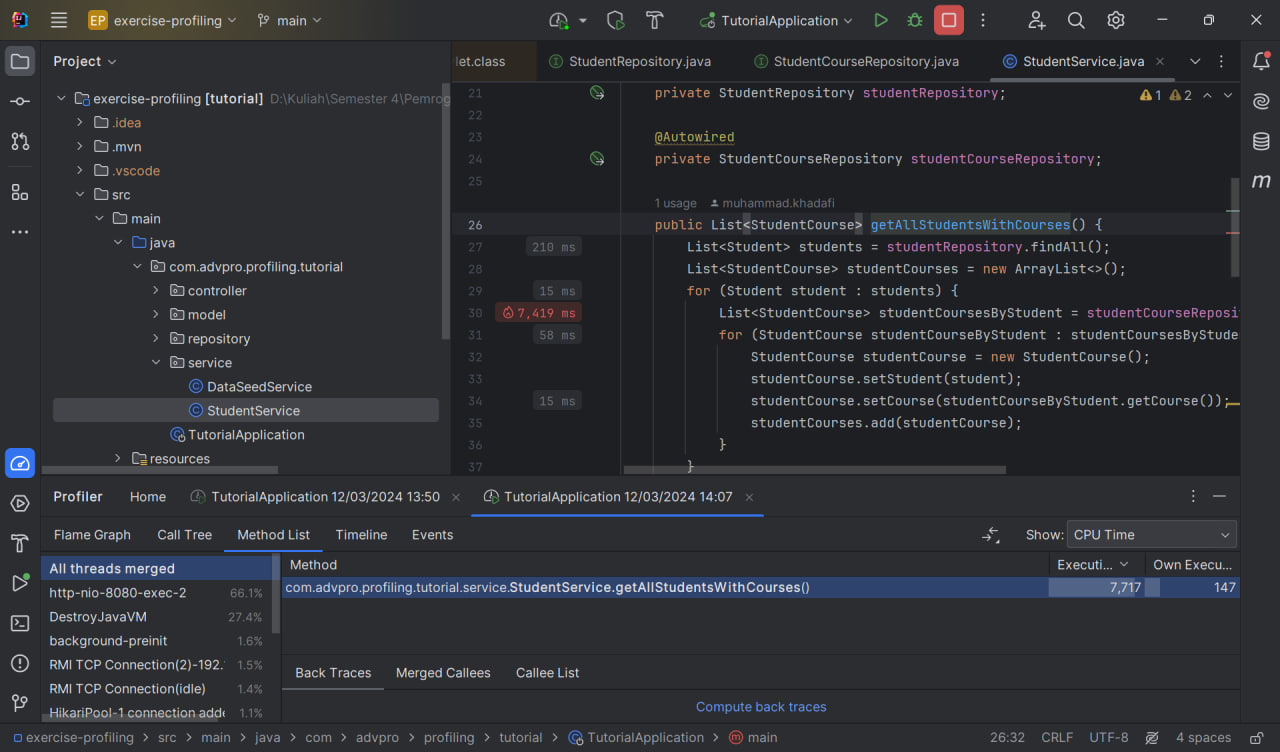 EP exercise-profiling main TutorialApplication
Project
exercise-profiling [tutorial] D:\Kuliah\Semester 4\Pemrog
.idea
.mvn
.vscode
src
main
java
com.advpro.profiling.tutorial
controller
model
repository
service
DataSeedService
StudentService
TutorialApplication
resources
let.class StudentRepository.java StudentCourseRepository.java StudentService.java
1 2
21 private StudentRepository studentRepository;
22
23 @Autowired
24 private StudentCourseRepository studentCourseRepository;
25
1 usage muhammad.khadafi
26 public List<StudentCourse> getAllStudentsWithCourses() {
27 210 ms List<Student> students = studentRepository.findAll();
28 List<StudentCourse> studentCourses = new ArrayList<>();
29 15 ms for (Student student : students) {
30 7,419 ms List<StudentCourse> studentCoursesByStudent = studentCourseReposi
31 58 ms for (StudentCourse studentCourseByStudent : studentCoursesByStude
32 StudentCourse studentCourse = new StudentCourse();
33 studentCourse.setStudent(student);
34 15 ms studentCourse.setCourse(studentCourseByStudent.getCourse());
35 studentCourses.add(studentCourse);
36 }
37 }
Profiler Home TutorialApplication 12/03/2024 13:50 TutorialApplication 12/03/2024 14:07
Flame Graph Call Tree Method List Timeline Events Show: CPU Time
All threads merged
http-nio-8080-exec-2 66.1%
DestroyJavaVM 27.4%
background-preinit 1.6%
RMI TCP Connection(2)-192. 1.5%
RMI TCP Connection(idle) 1.4%
HikariPool-1 connection adde 1.1%
Method Executi... Own Execu...
com.advpro.profiling.tutorial.service.StudentService.getAllStudentsWithCourses() 7,717 147
Back Traces Merged Callees Callee List
Compute back traces
exercise-profiling > src > main > java > com > advpro > profiling > tutorial > TutorialApplication > main 26:32 CRLF UTF-8 4 spaces